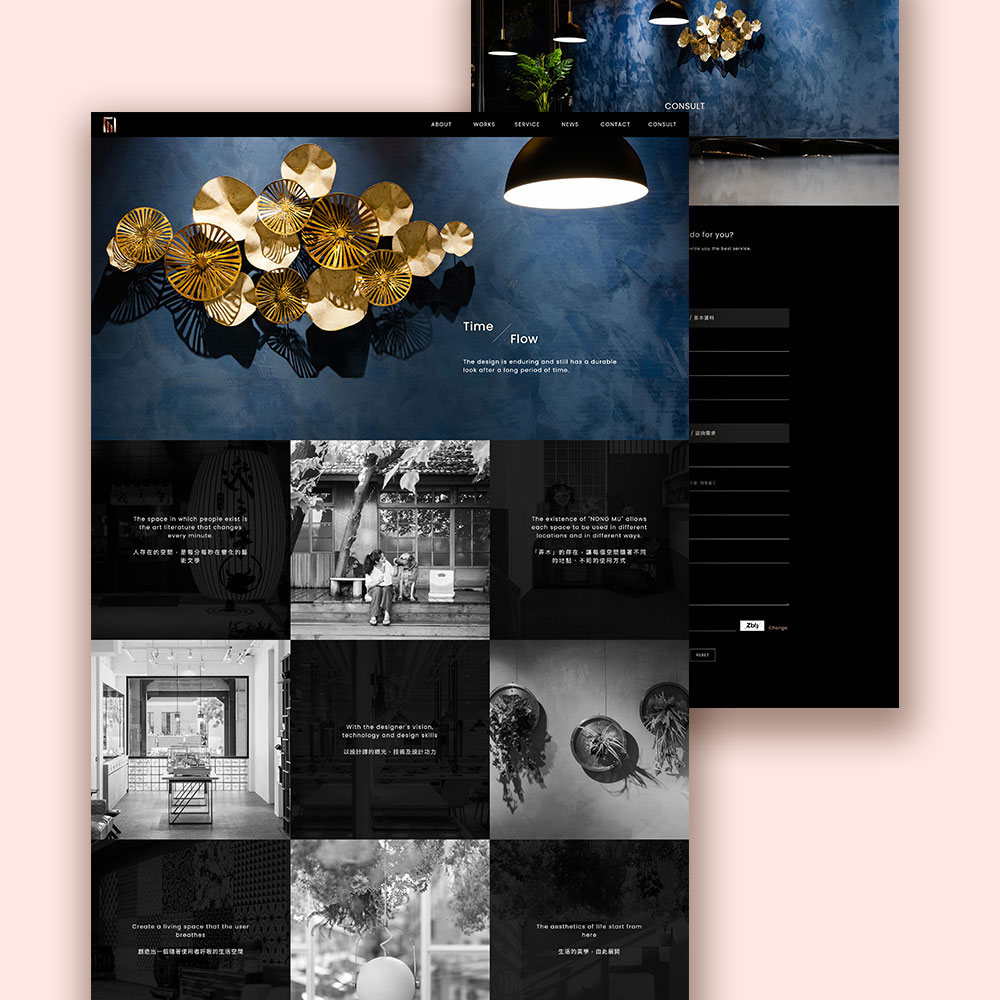 CONSULT
ABOUT
WORKS
SERVICE
NEWS
CONTACT
CONSULT
Time
Flow
The design is enduring and still has a durable
look after a long period of time.
do for you?
vide you the best service.
/ 基本資料
/ 諮詢需求
Change
RESET
The space in which people exist is
the art literature that changes
every minute.
人存在的空間，是每分每秒在變化的藝
術文學
The existence of "NONG MU" allows
each space to be used in different
locations and in different ways.
「弄木」的存在，讓每個空間隨著不同
的地點、不同的使用方式
With the designer's vision,
technology and design skills
以設計師的眼光、技術及設計功力
Create a living space that the user
breathes
創造出一個隨著使用者呼吸的生活空間
The aesthetics of life start from
here
生活的美學，由此展開